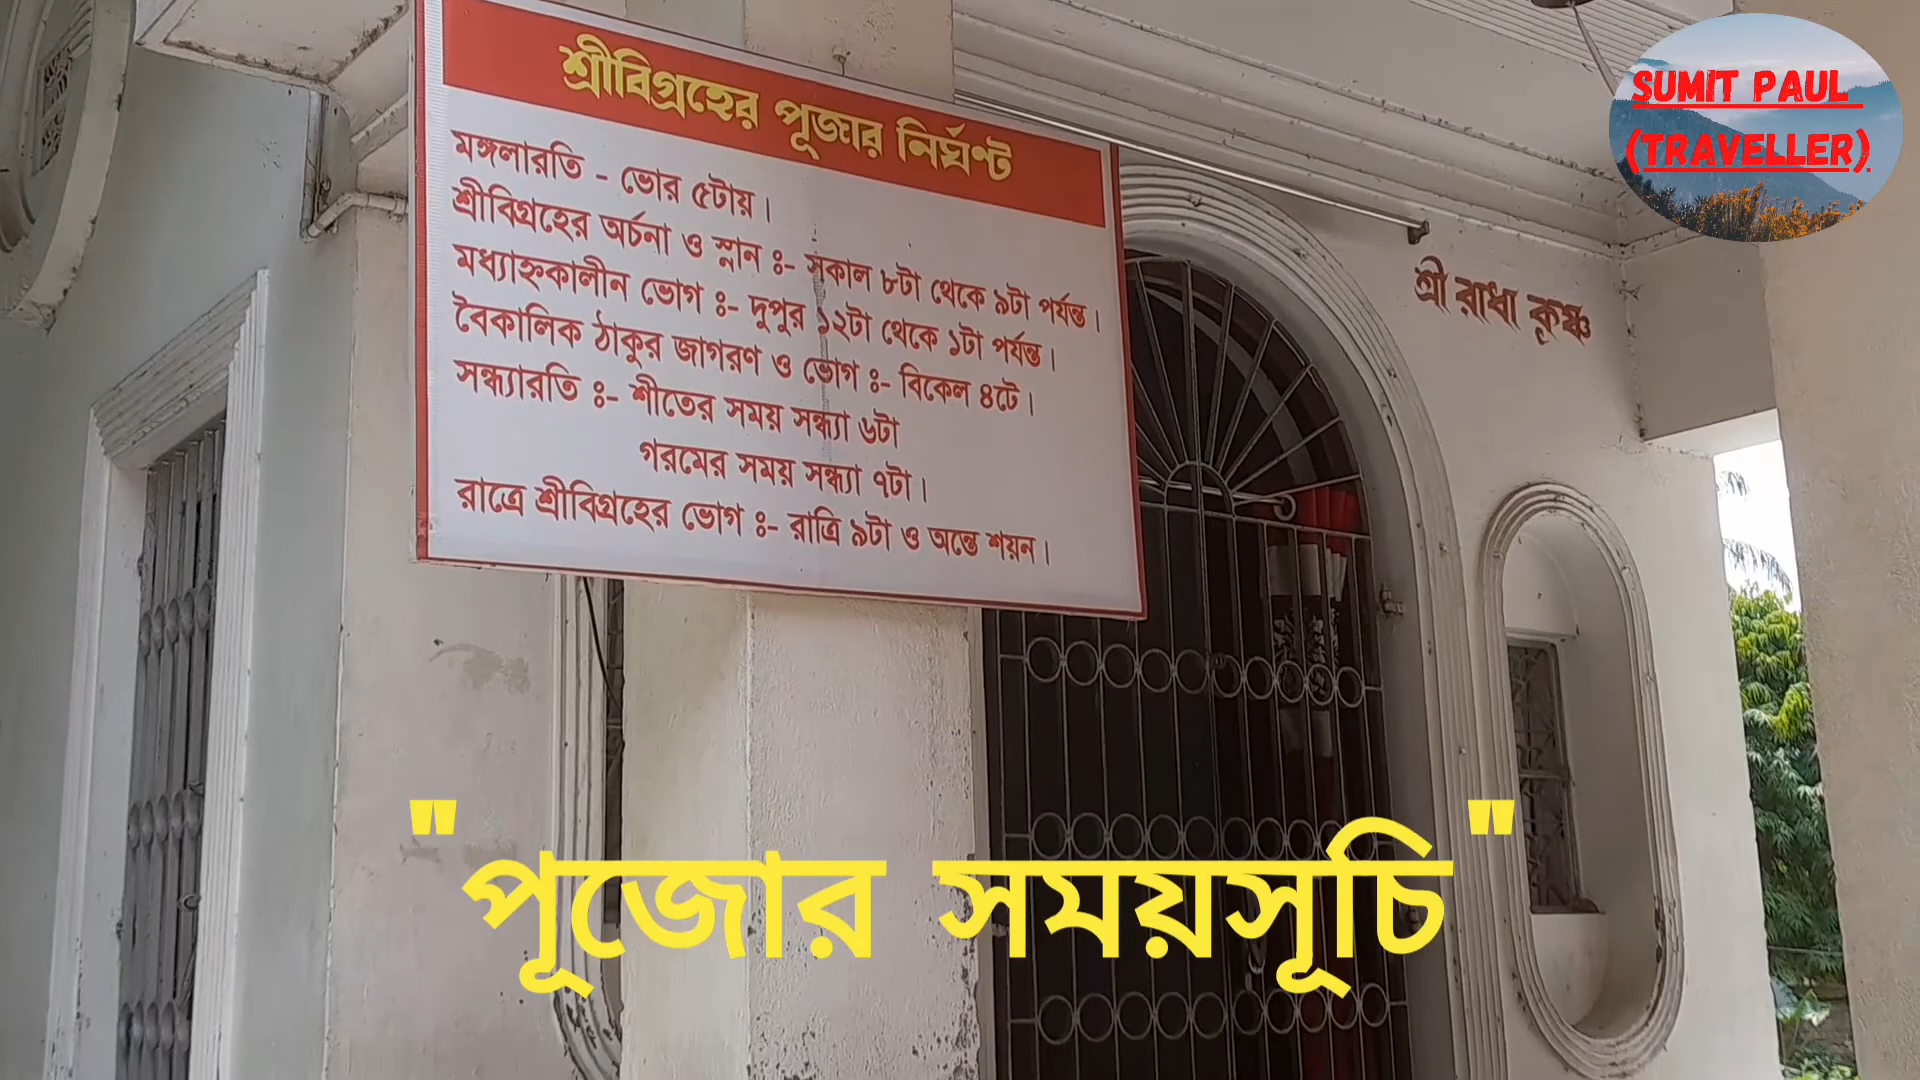 শ্রীবিগ্রহের পূজার নির্ঘণ্ট
মঙ্গলারতি - ভোর ৫টায়।
শ্রীবিগ্রহের অর্চনা ও স্নান ঃ- সকাল ৮টা থেকে ৯টা পর্যন্ত।
মধ্যাহ্নকালীন ভোগ ঃ- দুপুর ১২টা থেকে ১টা পর্যন্ত।
বৈকালিক ঠাকুর জাগরণ ও ভোগ ঃ- বিকেল ৪টে।
সন্ধ্যারতি ঃ- শীতের সময় সন্ধ্যা ৬টা
গরমের সময় সন্ধ্যা ৭টা।
রাত্রে শ্রীবিগ্রহের ভোগ ঃ- রাত্রি ৯টা ও অন্তে শয়ন।
SUMIT PAUL
(TRAVELLER)
শ্রী রাধা কৃষ্ণ
"পূজোর সময়সূচি"